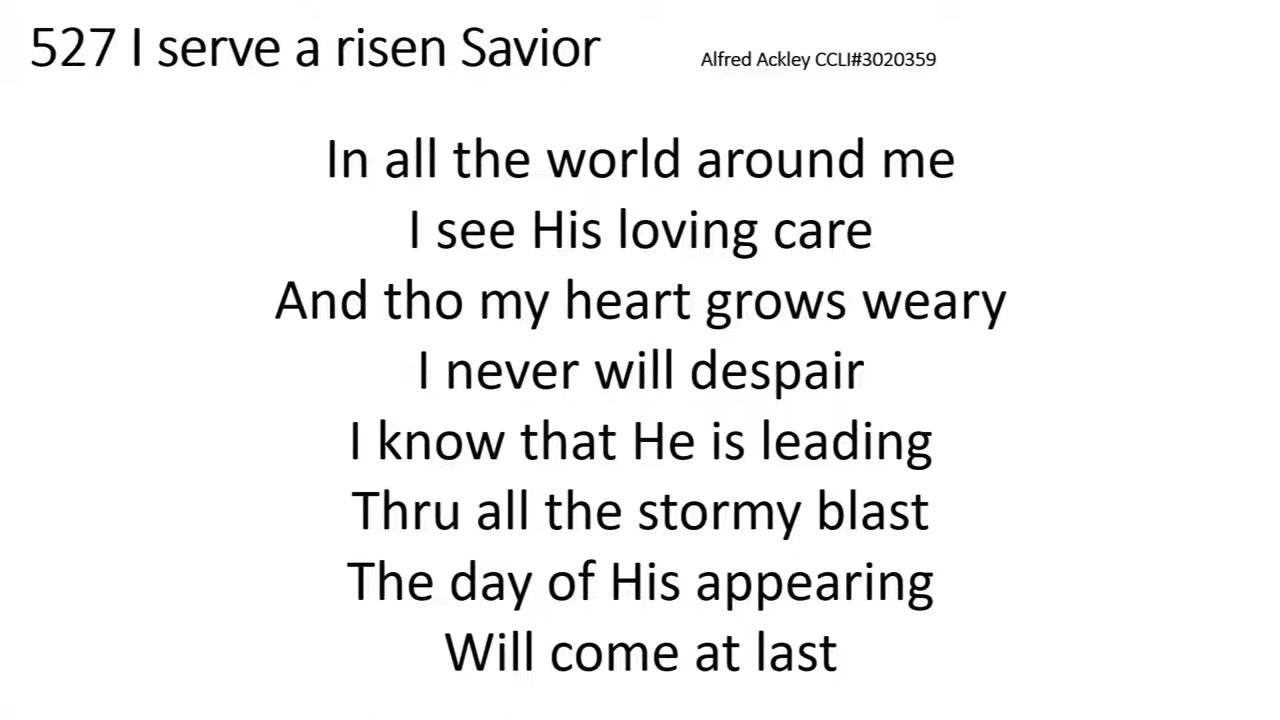 527 I serve a risen Savior
Alfred Ackley CCLI#3020359
In all the world around me
I see His loving care
And tho my heart grows weary
I never will despair
I know that He is leading
Thru all the stormy blast
The day of His appearing
Will come at last